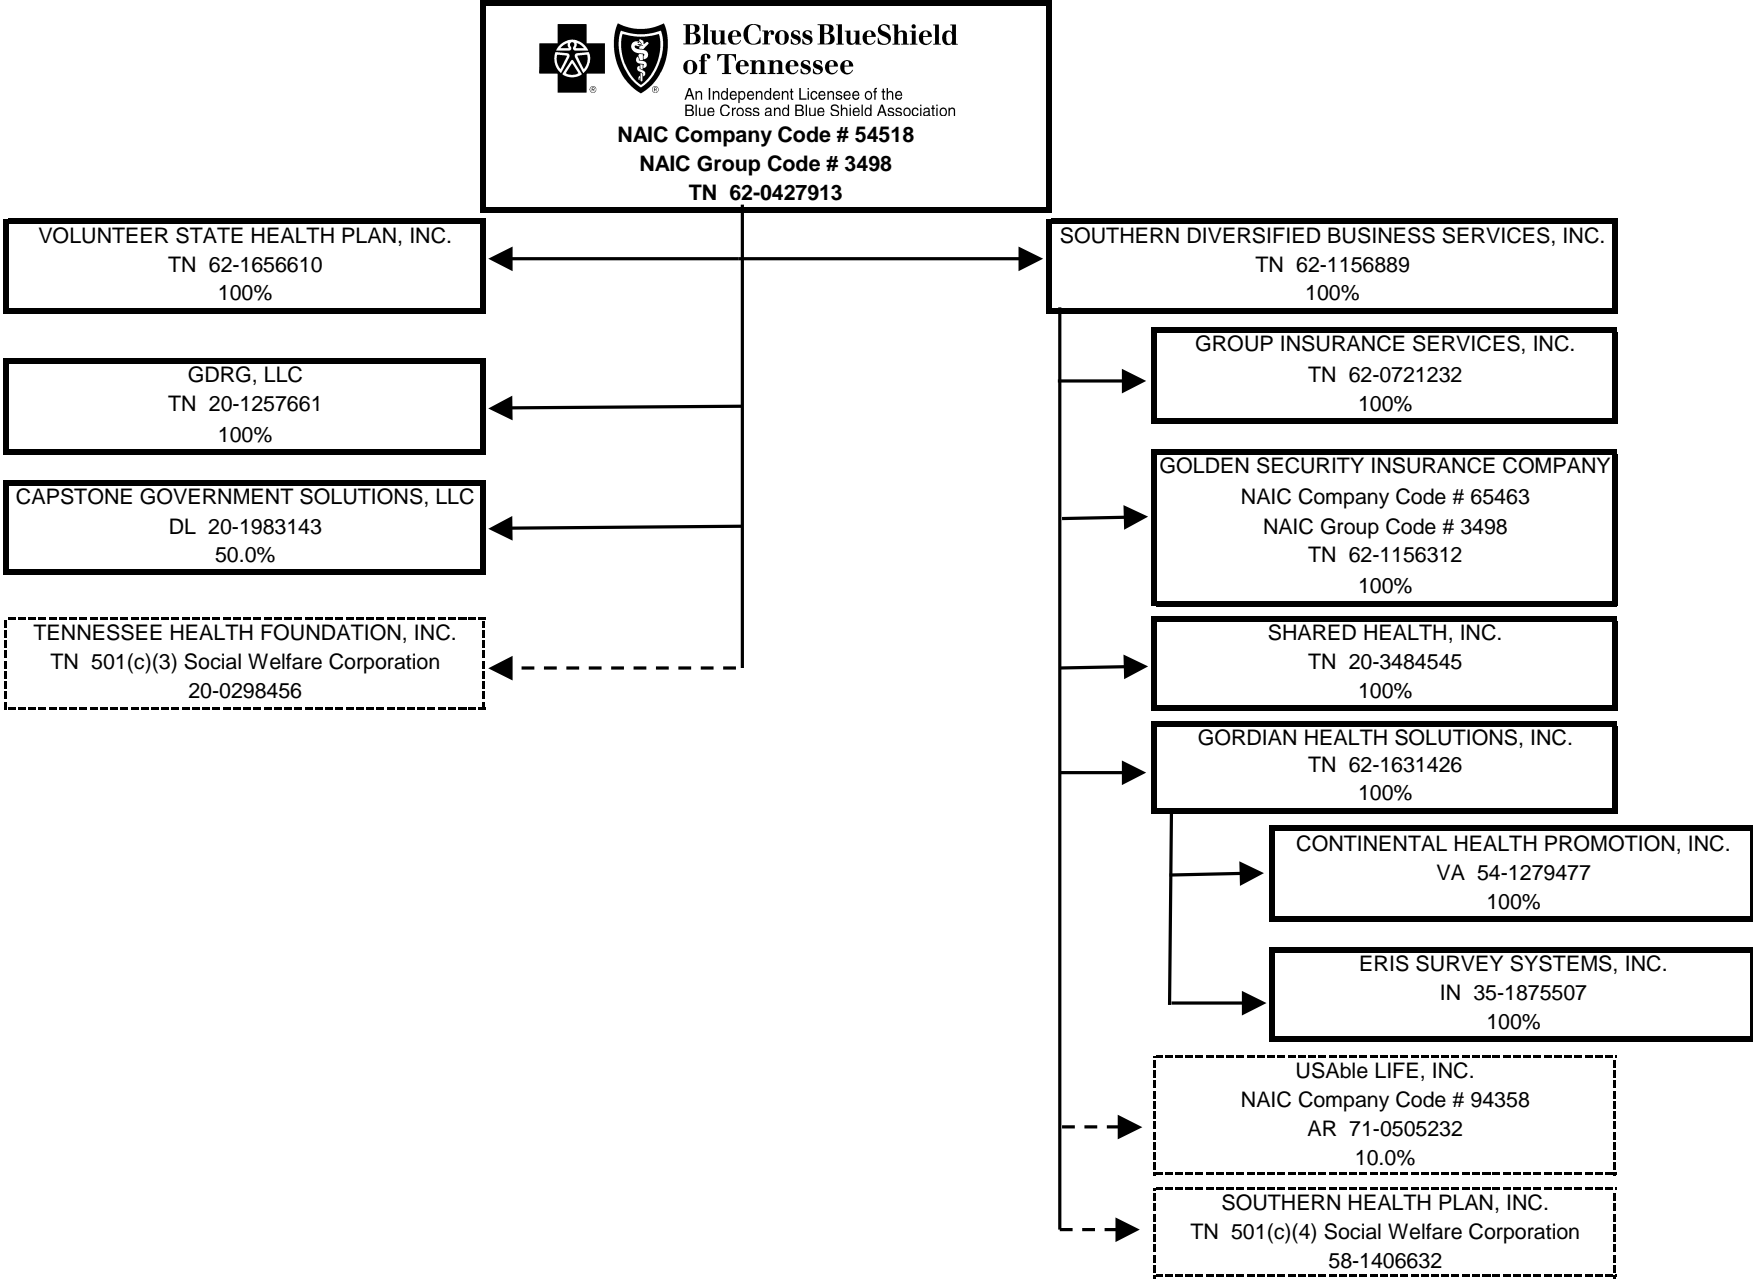 BlueCross BlueShield
of Tennessee
An Independent Licensee of the
Blue Cross and Blue Shield Association
NAIC Company Code # 54518
NAIC Group Code # 3498
TN 62-0427913
VOLUNTEER STATE HEALTH PLAN, INC.
TN 62-1656610
100%
GDRG, LLC
TN 20-1257661
100%
CAPSTONE GOVERNMENT SOLUTIONS, LLC
DL 20-1983143
50.0%
TENNESSEE HEALTH FOUNDATION, INC.
TN 501(c)(3) Social Welfare Corporation
20-0298456
SOUTHERN DIVERSIFIED BUSINESS SERVICES, INC.
TN 62-1156889
100%
GROUP INSURANCE SERVICES, INC.
TN 62-0721232
100%
GOLDEN SECURITY INSURANCE COMPANY
NAIC Company Code # 65463
NAIC Group Code # 3498
TN 62-1156312
100%
SHARED HEALTH, INC.
TN 20-3484545
100%
GORDIAN HEALTH SOLUTIONS, INC.
TN 62-1631426
100%
CONTINENTAL HEALTH PROMOTION, INC.
VA 54-1279477
100%
ERIS SURVEY SYSTEMS, INC.
IN 35-1875507
100%
USAble LIFE, INC.
NAIC Company Code # 94358
AR 71-0505232
10.0%
SOUTHERN HEALTH PLAN, INC.
TN 501(c)(4) Social Welfare Corporation
58-1406632